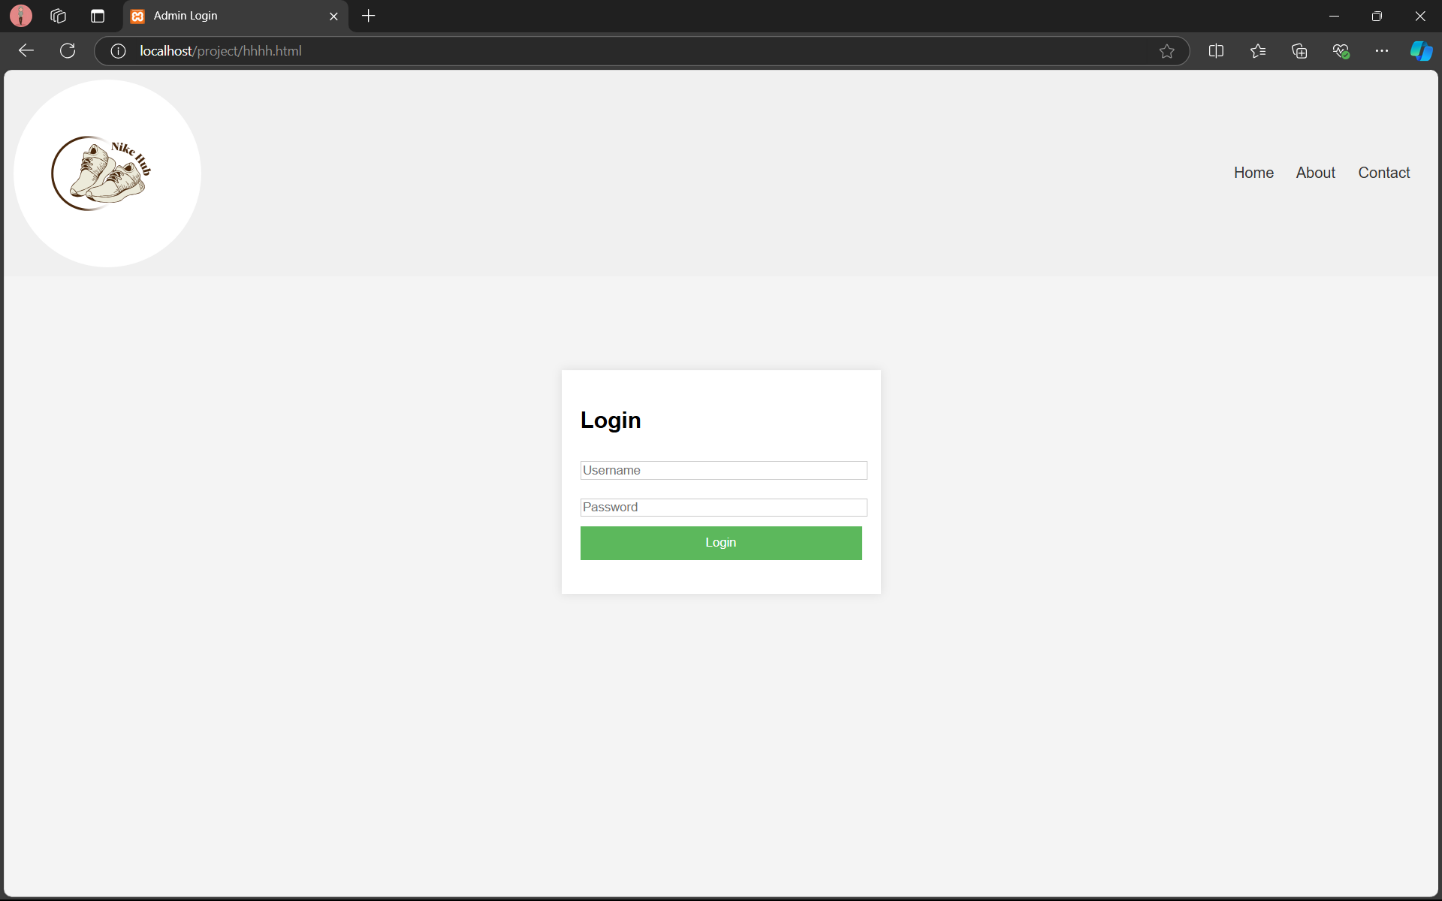 Admin Login
localhost/project/hhhh.html
Nike Hub
Home About Contact
Login
Username
Password
Login